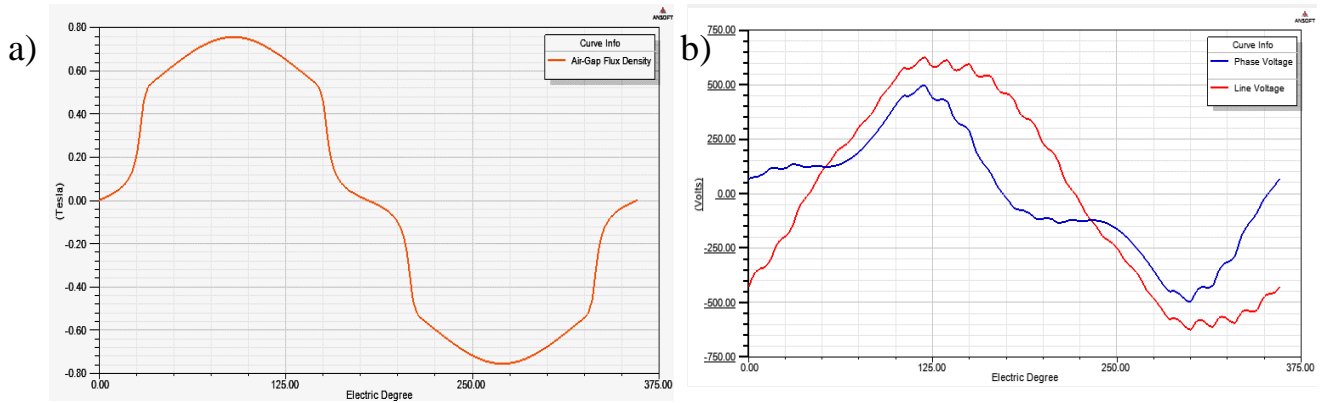 a)
ANSOFT
Curve Info
Air-Gap Flux Density
0.80
0.60
0.40
0.20
0.00
-0.20
-0.40
-0.60
-0.80
(Tesla)
0.00
125.00
250.00
375.00
Electric Degree
b)
ANSOFT
Curve Info
Phase Voltage
Line Voltage
750.00
500.00
250.00
0.00
-250.00
-500.00
-750.00
(Volts)
0.00
125.00
250.00
375.00
Electric Degree